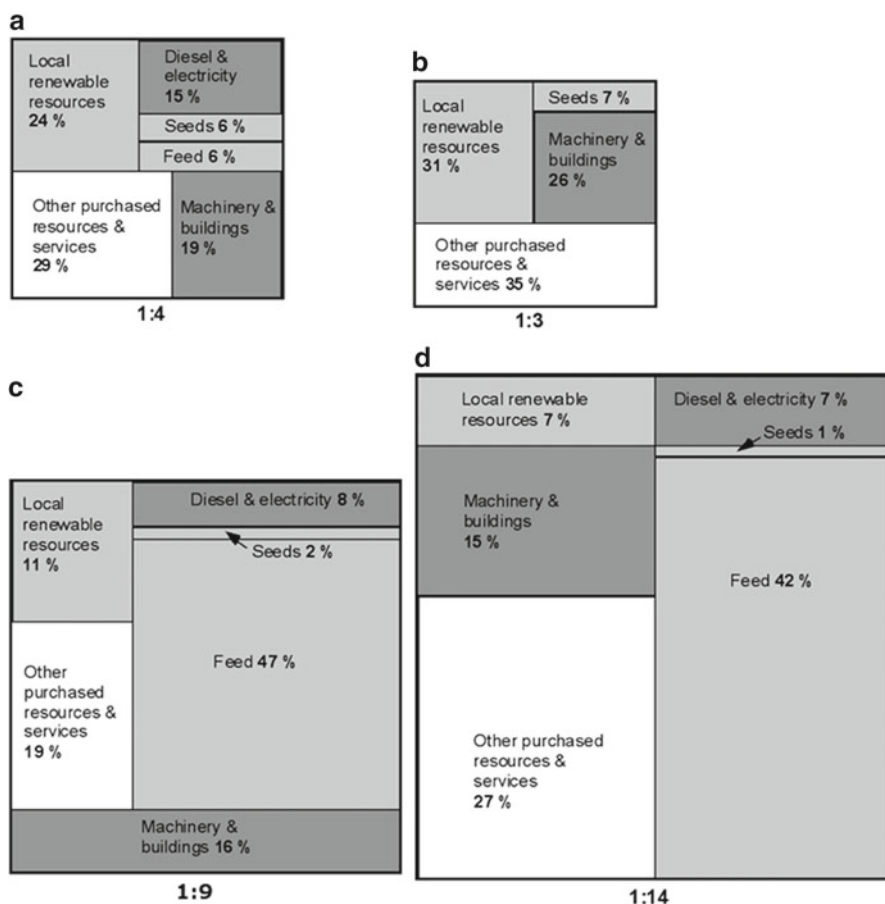 a
Local
renewable
resources
24 %
Diesel &
electricity
15 %
Seeds 6 %
Feed 6 %
Other purchased
resources &
services
29 %
Machinery &
buildings
19 %
1:4
b
Local
renewable
resources
31 %
Seeds 7 %
Machinery &
buildings
26 %
Other purchased
resources &
services 35 %
1:3
c
Local
renewable
resources
11 %
Diesel & electricity 8 %
Seeds 2 %
Feed 47 %
Other
purchased
resources &
services
19 %
Machinery &
buildings 16 %
1:9
d
Local renewable
resources 7 %
Diesel & electricity 7 %
Seeds 1 %
Machinery &
buildings
15 %
Feed 42 %
Other purchased
resources &
services
27 %
1:14